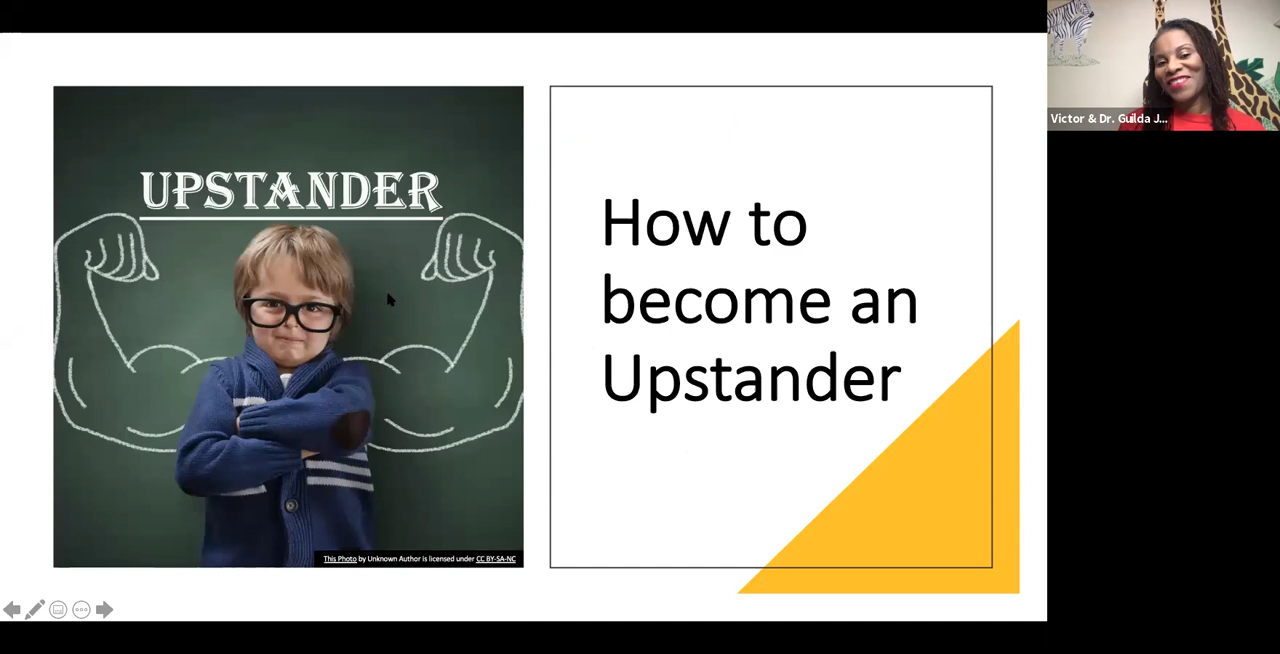 UPSTANDER
How to
become an
Upstander
This Photo by Unknown Author is licensed under CC BY-SA-NC
Victor & Dr. Guilda J...